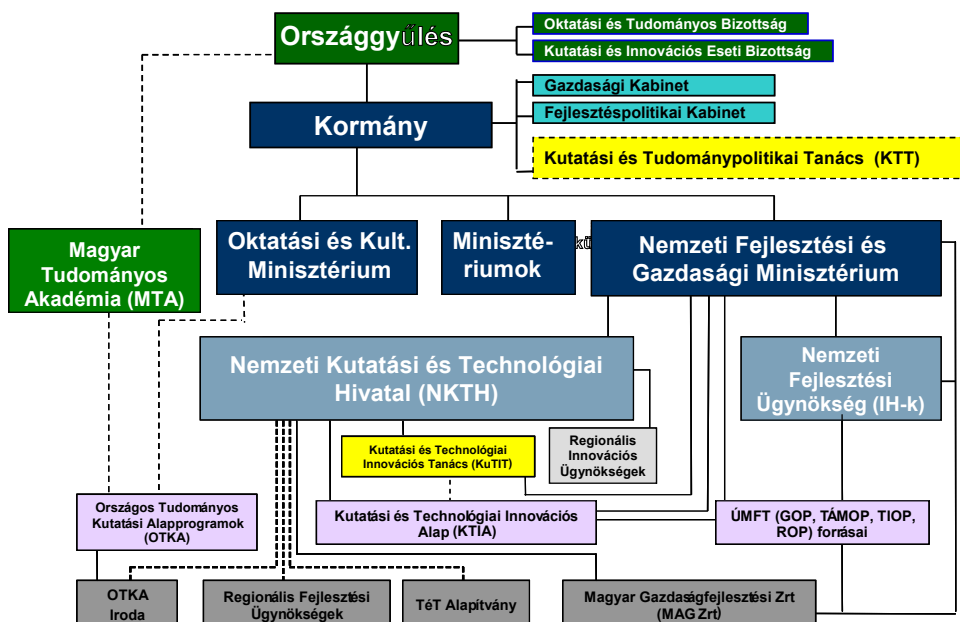 Országgyűlés
Oktatási és Tudományos Bizottság
Kutatási és Innovációs Eseti Bizottság
Gazdasági Kabinet
Fejlesztéspolitikai Kabinet
Kormány
Kutatási és Tudománypolitikai Tanács (KTT)
Magyar
Tudományos
Akadémia (MTA)
Oktatási és Kult.
Minisztérium
Miniszté-
riumok
Nemzeti Fejlesztési és
Gazdasági Minisztérium
Nemzeti Kutatási és Technológiai
Hivatal (NKTH)
Nemzeti
Fejlesztési
Ügynökség (IH-k)
Kutatási és Technológiai
Innovációs Tanács (KuTIT)
Regionális
Innovációs
Ügynökségek
Országos Tudományos
Kutatási Alapprogramok
(OTKA)
Kutatási és Technológiai Innovációs
Alap (KTIA)
ÚMFT (GOP, TÁMOP, TIOP,
ROP) forrásai
OTKA
Iroda
Regionális Fejlesztési
Ügynökségek
TéT Alapítvány
Magyar Gazdaságfejlesztési Zrt
(MAG Zrt)